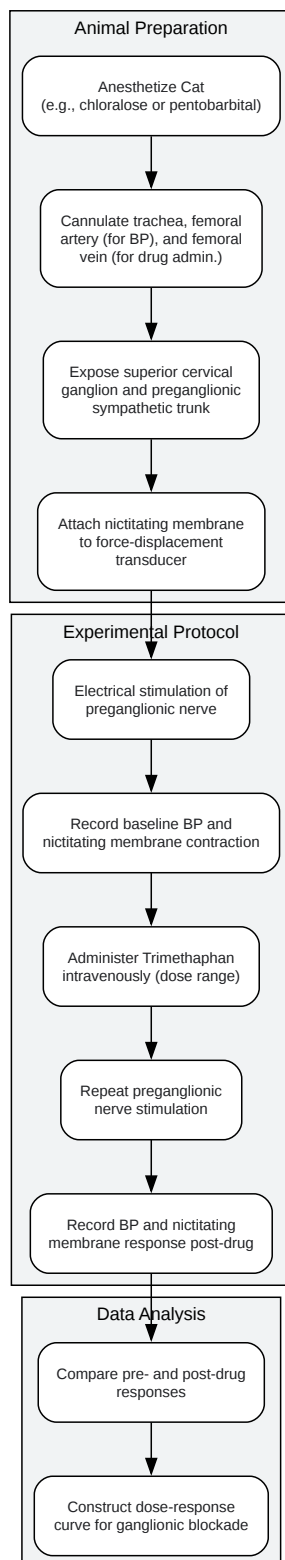 Animal Preparation
Anesthetize Cat
(e.g., chloralose or pentobarbital)
Cannulate trachea, femoral
artery (for BP), and femoral
vein (for drug admin.)
Expose superior cervical
ganglion and preganglionic
sympathetic trunk
Attach nictitating membrane
to force-displacement
transducer
Experimental Protocol
Electrical stimulation of
preganglionic nerve
Record baseline BP and
nictitating membrane contraction
Administer Trimethaphan
intravenously (dose range)
Repeat preganglionic
nerve stimulation
Record BP and nictitating
membrane response post-drug
Data Analysis
Compare pre- and post-drug
responses
Construct dose-response
curve for ganglionic blockade